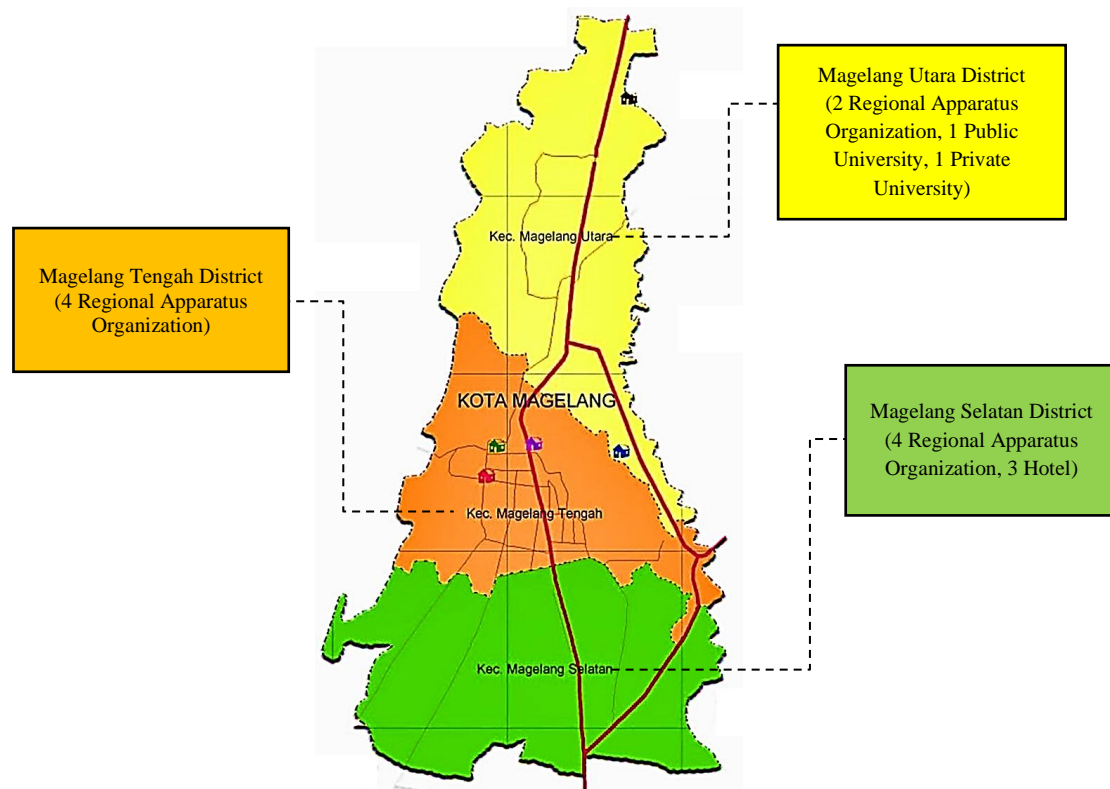 Magelang Utara District
(2 Regional Apparatus
Organization, 1 Public
University, 1 Private
University)
Kec. Magelang Utara
Magelang Tengah District
(4 Regional Apparatus
Organization)
KOTA MAGELANG
Magelang Selatan District
(4 Regional Apparatus
Organization, 3 Hotel)
Kec. Magelang Tengah
Kec. Magelang Selatan